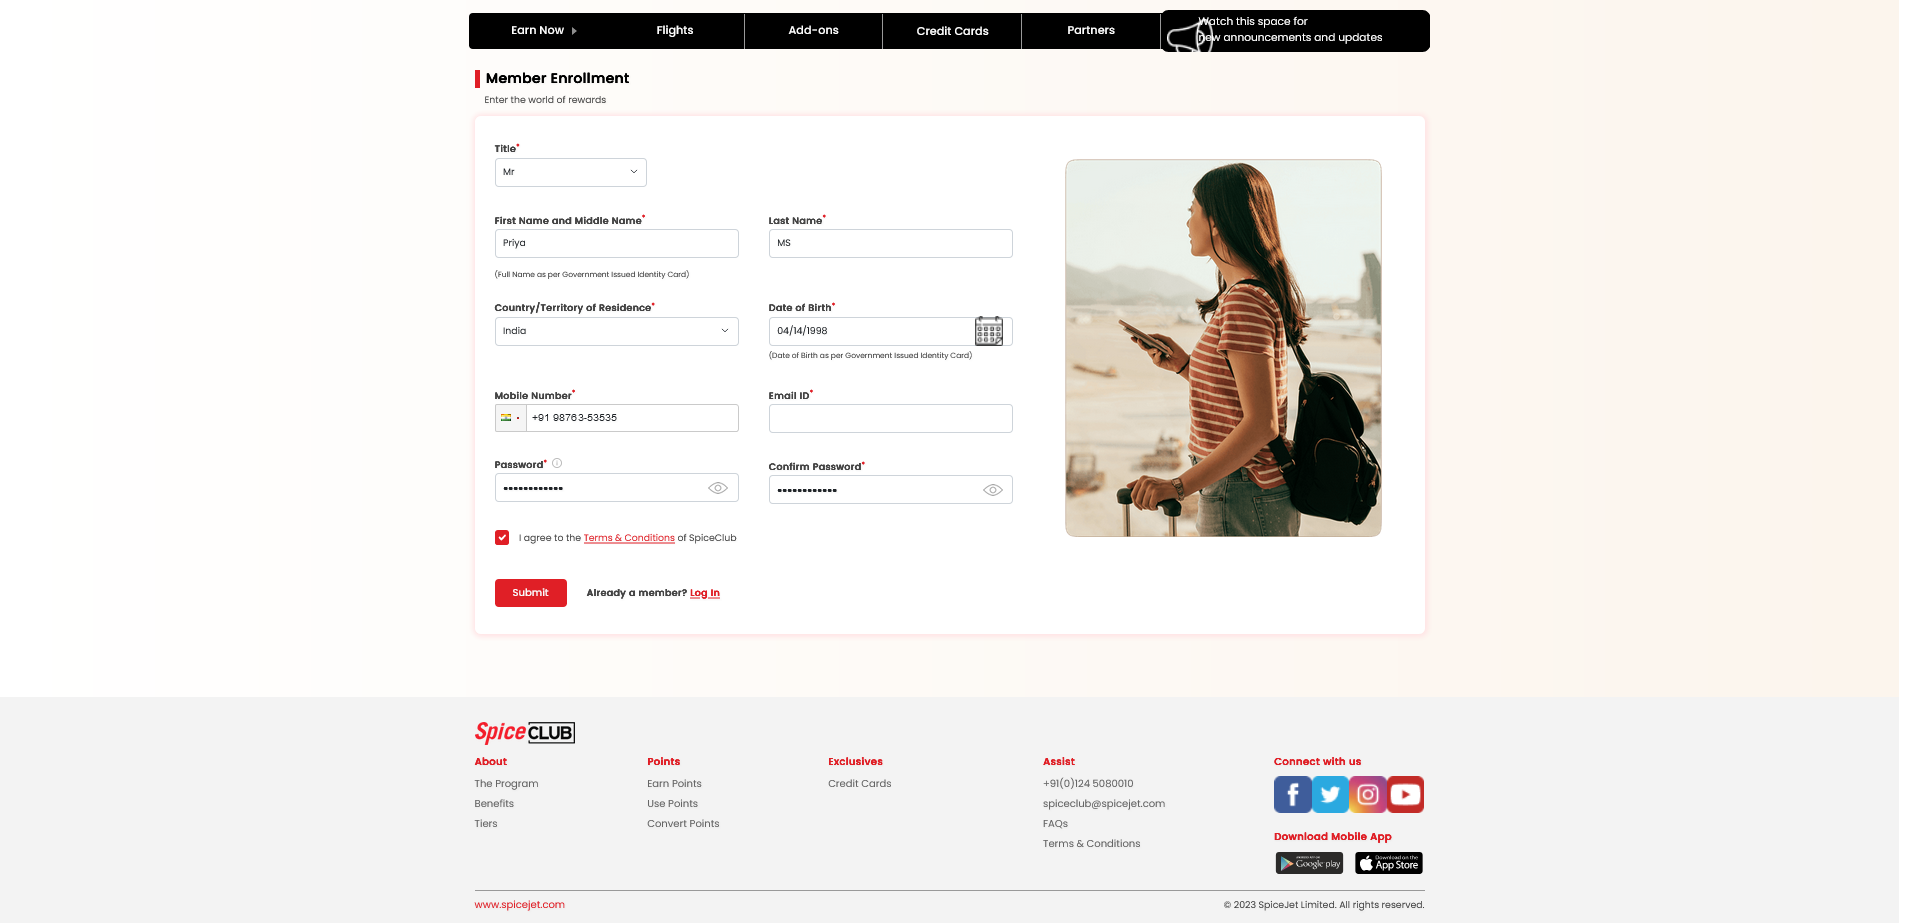 Earn Now
Flights
Add-ons
Credit Cards
Partners
Watch this space for
new announcements and updates
Member Enrollment
Enter the world of rewards
Title*
Mr
First Name and Middle Name*
Last Name*
Priya
MS
(Full Name as per Government Issued Identity Card)
Country/Territory of Residence*
Date of Birth*
India
04/14/1998
(Date of Birth as per Government Issued Identity Card)
Mobile Number*
Email ID*
+91 98763-53535
Password*
Confirm Password*
••••••••••••
••••••••••••
I agree to the Terms & Conditions of SpiceClub
Submit
Already a member? Log In
Spice CLUB
About
The Program
Benefits
Tiers
Points
Earn Points
Use Points
Convert Points
Exclusives
Credit Cards
Assist
+91(0)124 5080010
spiceclub@spicejet.com
FAQs
Terms & Conditions
Connect with us
Download Mobile App
Google play
Download on the
App Store
www.spicejet.com
© 2023 SpiceJet Limited. All rights reserved.